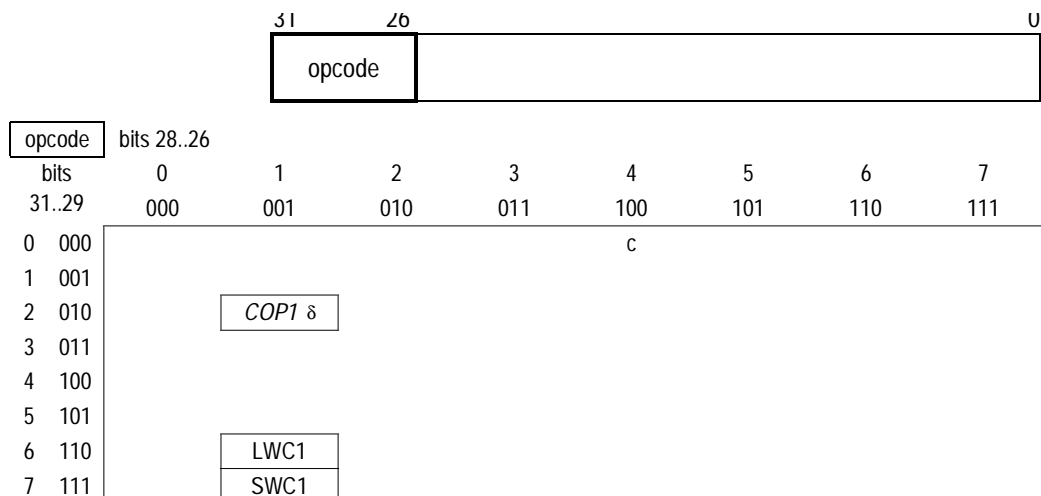 31 26 0
opcode
opcode bits 28..26
bits 0 1 2 3 4 5 6 7
31..29 000 001 010 011 100 101 110 111
0 000 c
1 001
2 010 COP1 δ
3 011
4 100
5 101
6 110 LWC1
7 111 SWC1